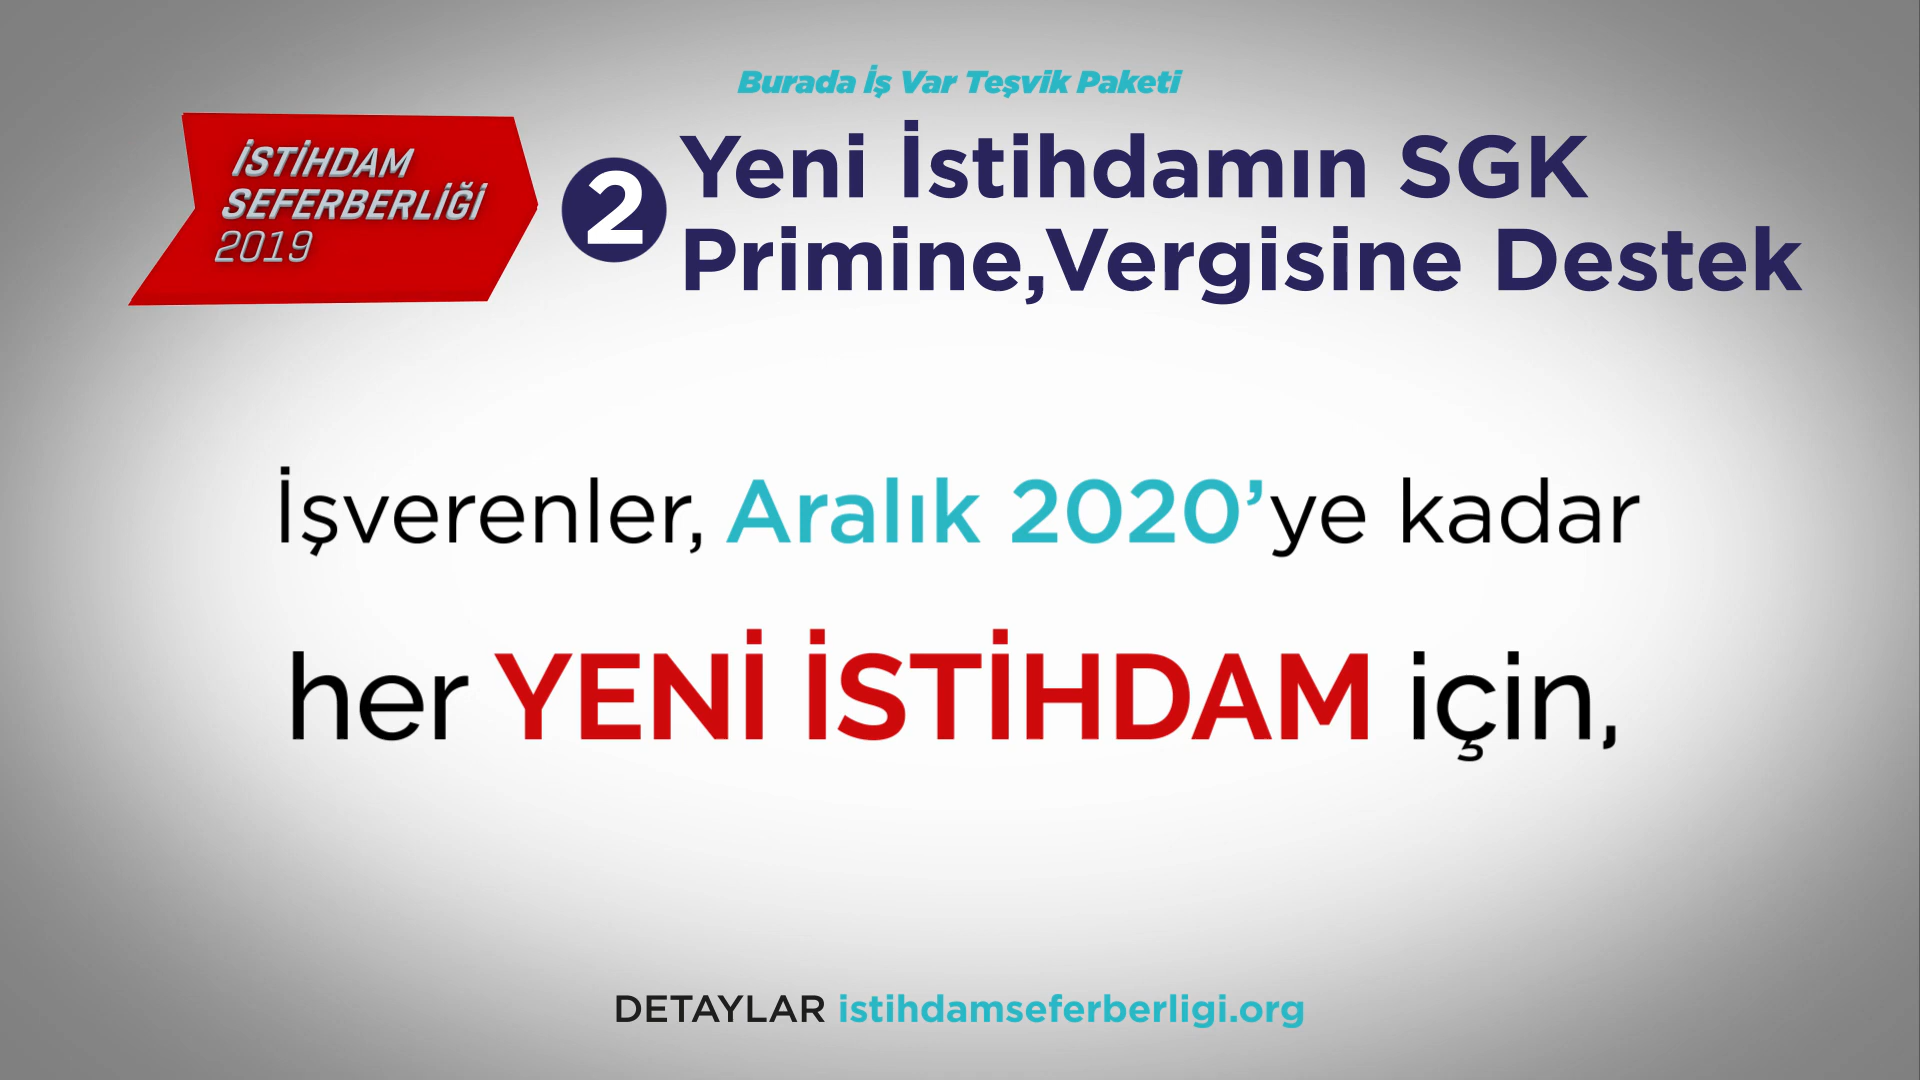 Burada İş Var Teşvik Paketi
İSTİHDAM
SEFERBERLİĞİ
2019
2
Yeni İstihdamın SGK
Primine,Vergisine Destek
İşverenler, Aralık 2020’ye kadar
her YENİ İSTİHDAM için,
DETAYLAR istihdamseferberligi.org